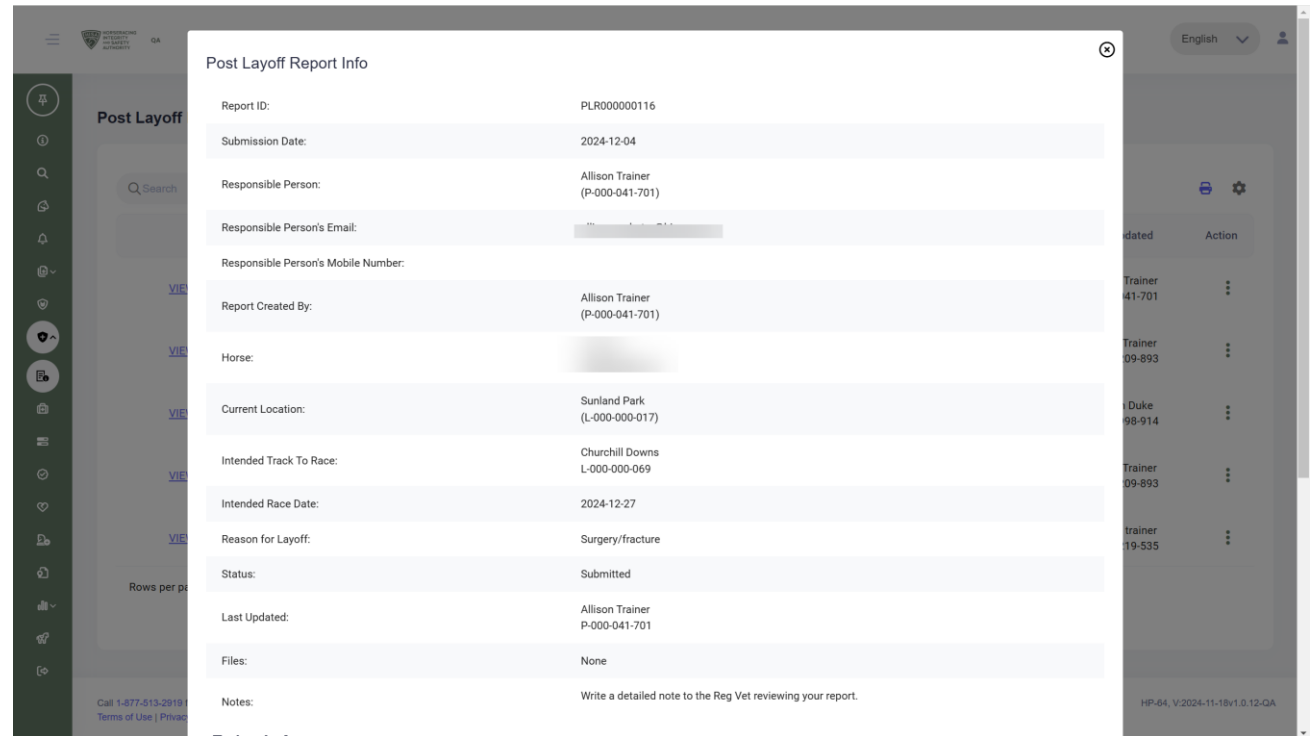 HORSERACING
INTEGRITY
AND SAFETY
AUTHORITY
QA
English
Post Layoff Report Info
Report ID:
PLR000000116
Submission Date:
2024-12-04
Responsible Person:
Allison Trainer
(P-000-041-701)
Responsible Person's Email:
Responsible Person's Mobile Number:
Report Created By:
Allison Trainer
(P-000-041-701)
Horse:
Current Location:
Sunland Park
(L-000-000-017)
Intended Track To Race:
Churchill Downs
L-000-000-069
Intended Race Date:
2024-12-27
Reason for Layoff:
Surgery/fracture
Status:
Submitted
Last Updated:
Allison Trainer
P-000-041-701
Files:
None
Notes:
Write a detailed note to the Reg Vet reviewing your report.
Post Layoff
Search
dated
Action
VIE
Trainer
41-701
VIE
Trainer
09-893
VIE
Duke
98-914
VIE
Trainer
09-893
VIE
trainer
19-535
Rows per pa
Call 1-877-513-2919
Terms of Use | Privac
HP-64, V:2024-11-18v1.0.12-QA